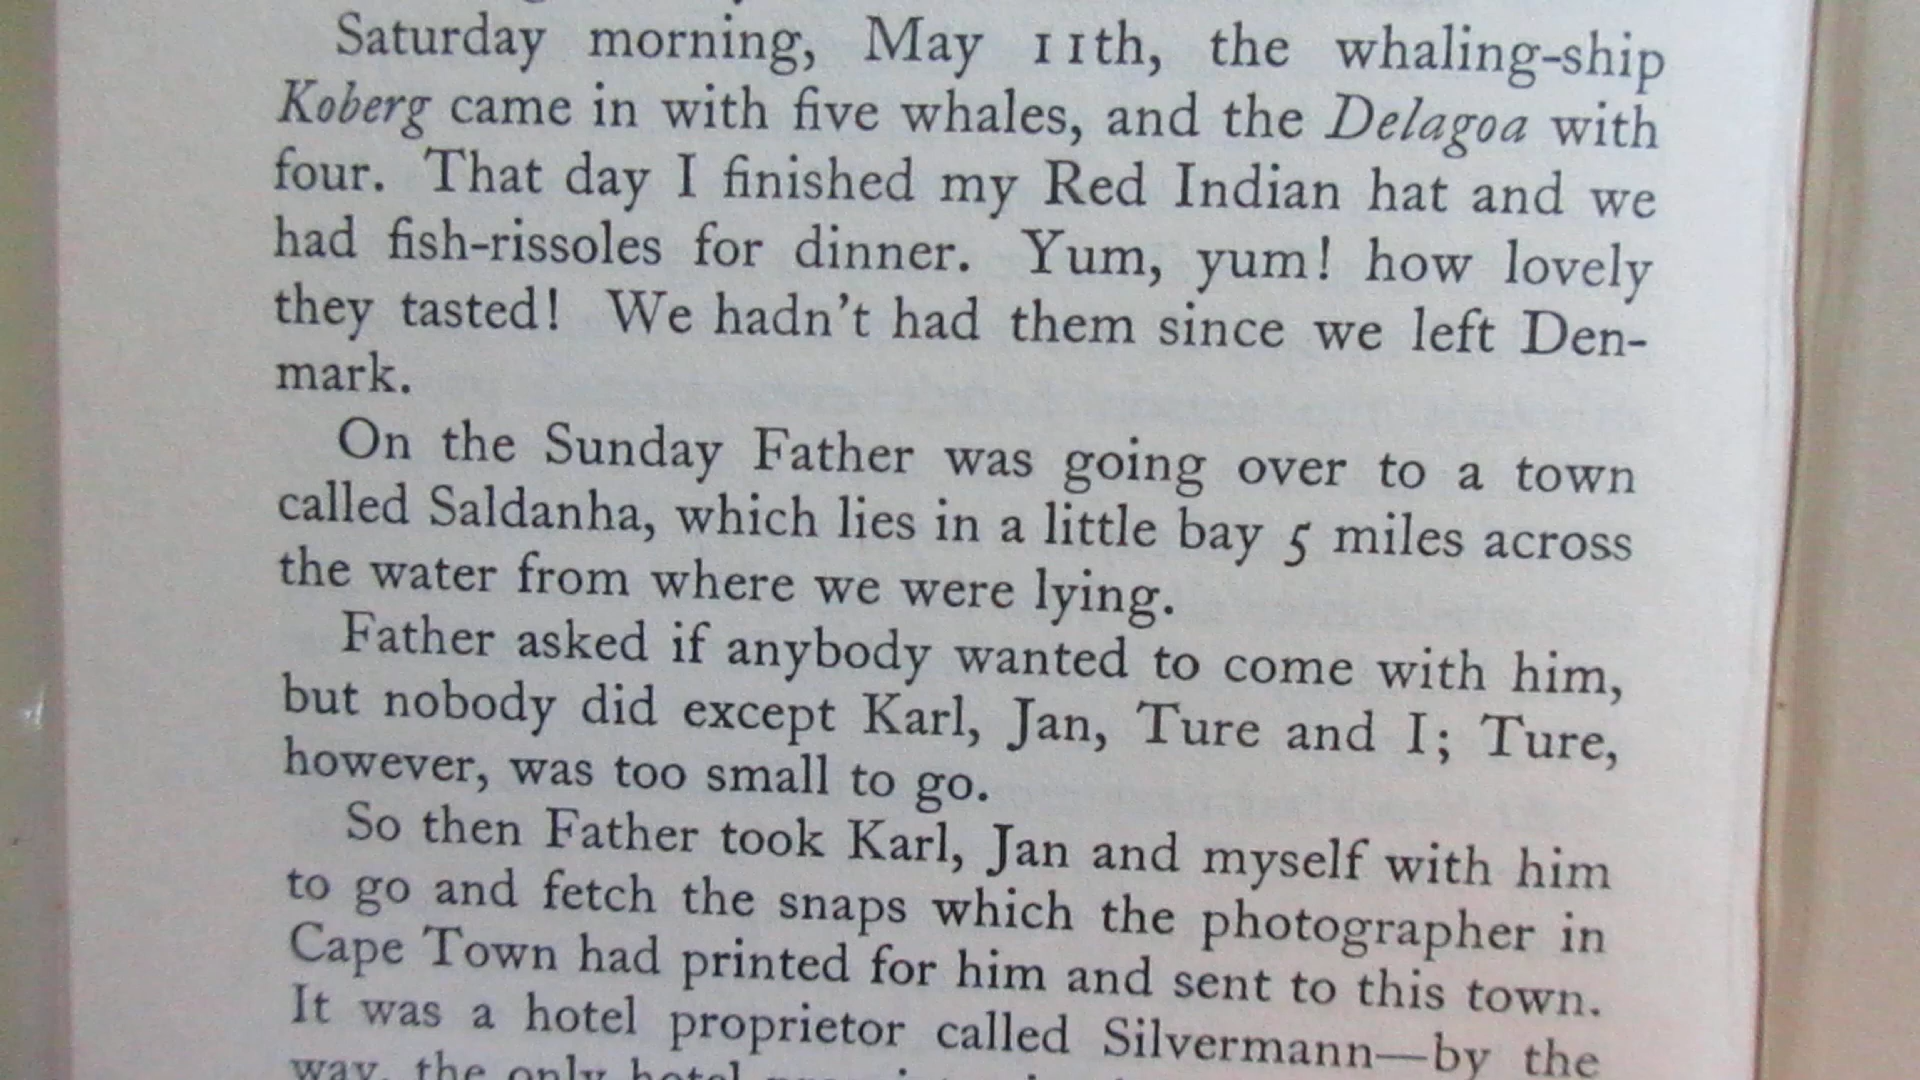 Saturday morning, May 11th, the whaling-ship
Koberg came in with five whales, and the Delagoa with
four. That day I finished my Red Indian hat and we
had fish-rissoles for dinner. Yum, yum! how lovely
they tasted! We hadn't had them since we left Den-
mark.
On the Sunday Father was going over to a town
called Saldanha, which lies in a little bay 5 miles across
the water from where we were lying.
Father asked if anybody wanted to come with him,
but nobody did except Karl, Jan, Ture and I; Ture,
however, was too small to go.
So then Father took Karl, Jan and myself with him
to go and fetch the snaps which the photographer in
Cape Town had printed for him and sent to this town.
It was a hotel proprietor called Silvermann—by the
way, the only hotel